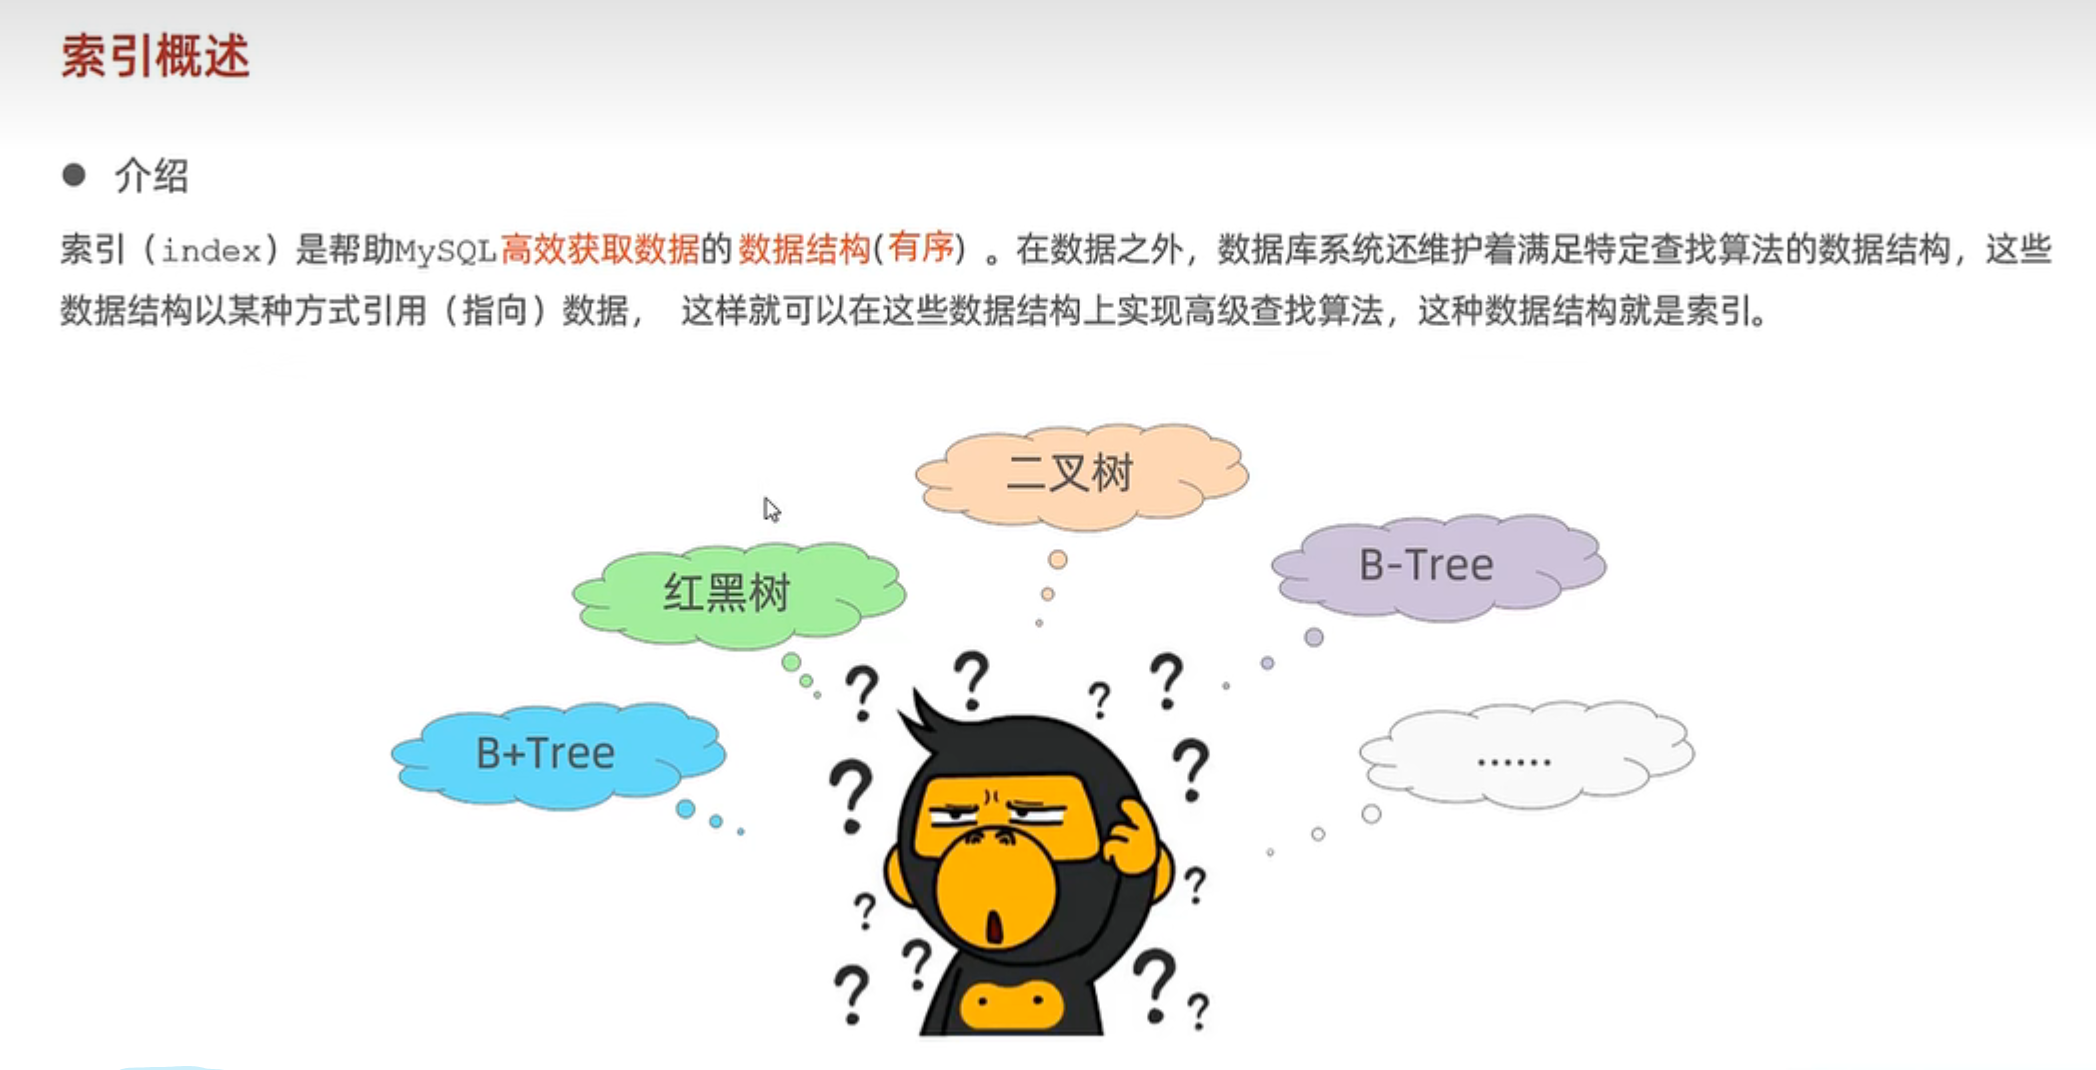 索引概述
● 介绍
索引（index）是帮助MySQL高效获取数据的数据结构(有序)。在数据之外，数据库系统还维护着满足特定查找算法的数据结构，这些
数据结构以某种方式引用（指向）数据， 这样就可以在这些数据结构上实现高级查找算法，这种数据结构就是索引。
二叉树
B-Tree
红黑树
B+Tree
......
? ? ? ?
? ?
? ?
? ? ? ?